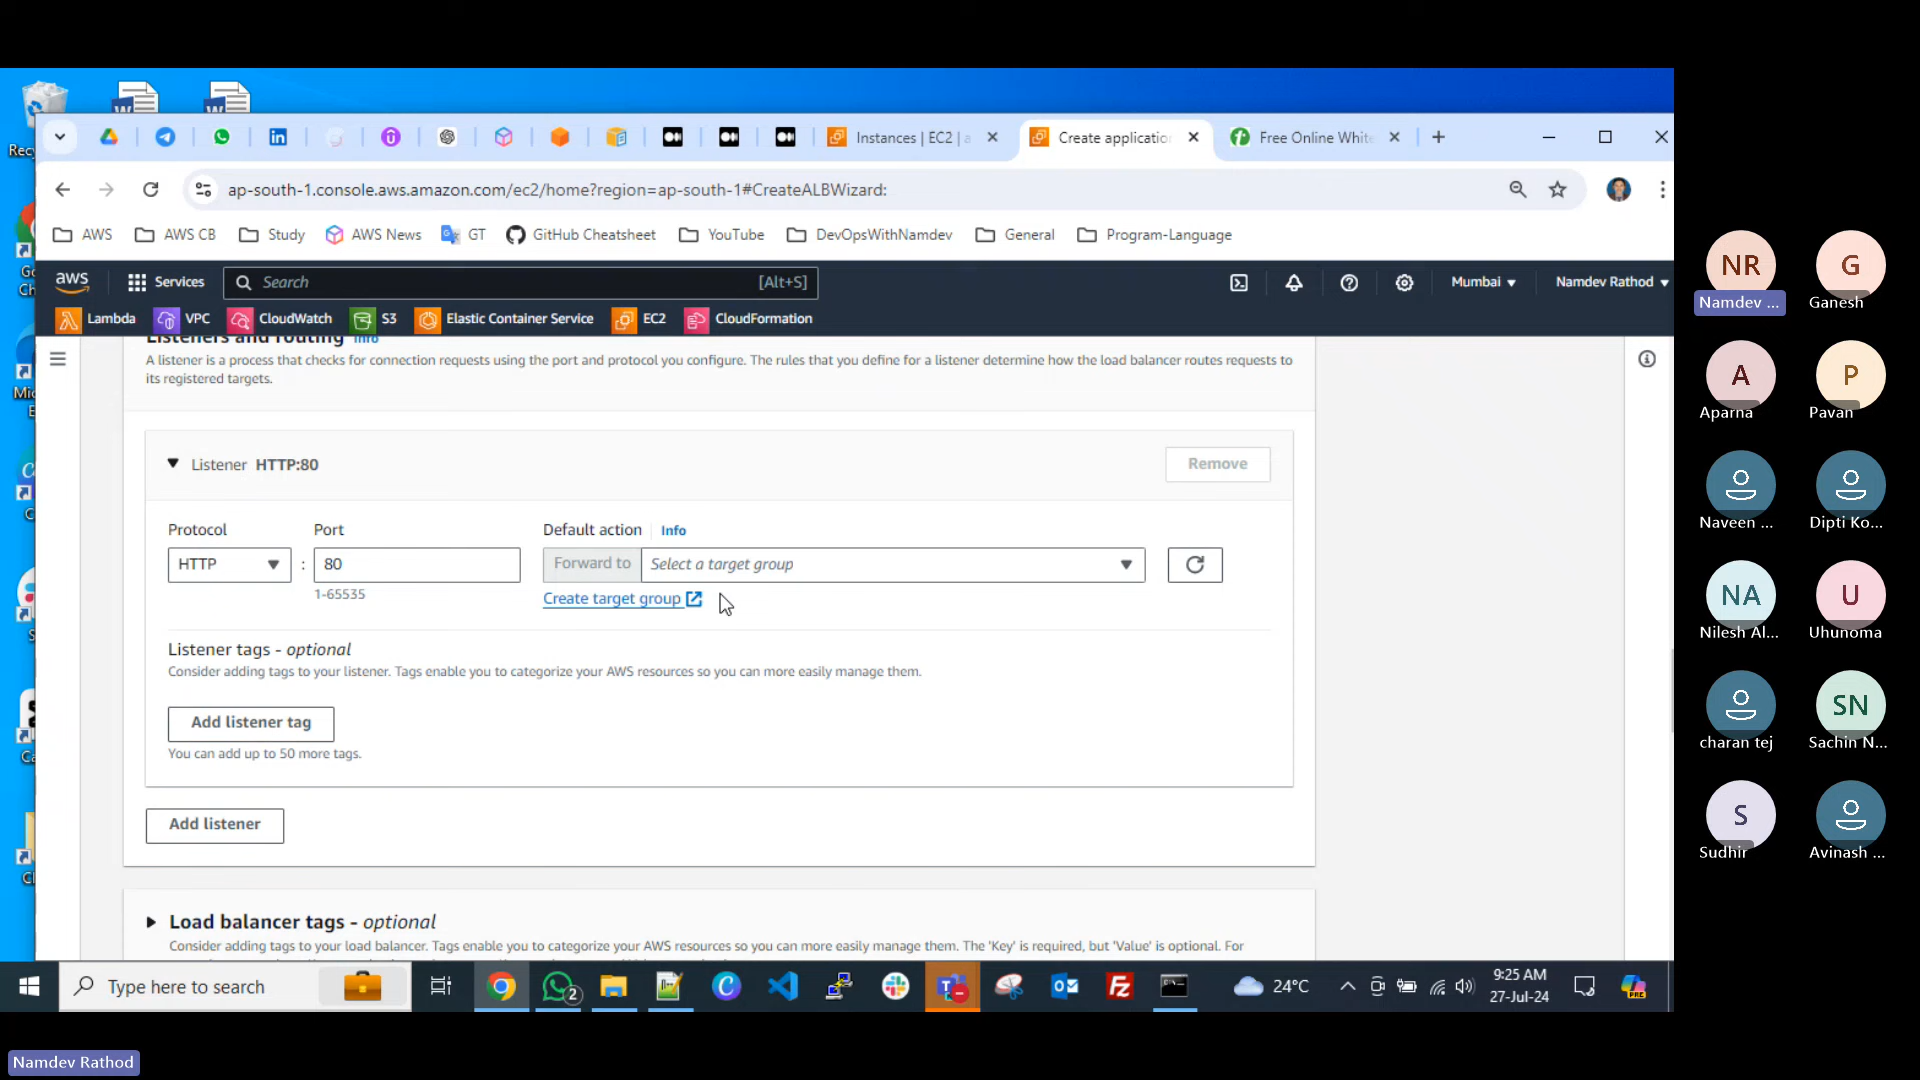 Instances | EC2 | a
Create application
Free Online White
ap-south-1.console.aws.amazon.com/ec2/home?region=ap-south-1#CreateALBWizard:
AWS
AWS CB
Study
AWS News
GT
GitHub Cheatsheet
YouTube
DevOpsWithNamdev
General
Program-Language
aws
Services
Search
[Alt+S]
Mumbai
Namdev Rathod
Lambda
VPC
CloudWatch
S3
Elastic Container Service
EC2
CloudFormation
Listeners and routing Info
A listener is a process that checks for connection requests using the port and protocol you configure. The rules that you define for a listener determine how the load balancer routes requests to
its registered targets.
Listener HTTP:80
Remove
Protocol
Port
Default action
Info
HTTP
:
80
Forward to
Select a target group
1-65535
Create target group
Listener tags - optional
Consider adding tags to your listener. Tags enable you to categorize your AWS resources so you can more easily manage them.
Add listener tag
You can add up to 50 more tags.
Add listener
Load balancer tags - optional
Consider adding tags to your load balancer. Tags enable you to categorize your AWS resources so you can more easily manage them. The 'Key' is required, but 'Value' is optional. For
Type here to search
2
24°C
9:25 AM
27-Jul-24
NR
Namdev ...
G
Ganesh
A
Aparna
P
Pavan
Naveen ...
Dipti Ko...
NA
Nilesh Al...
U
Uhunoma
charan tej
SN
Sachin N...
S
Sudhir
Avinash ...
Namdev Rathod